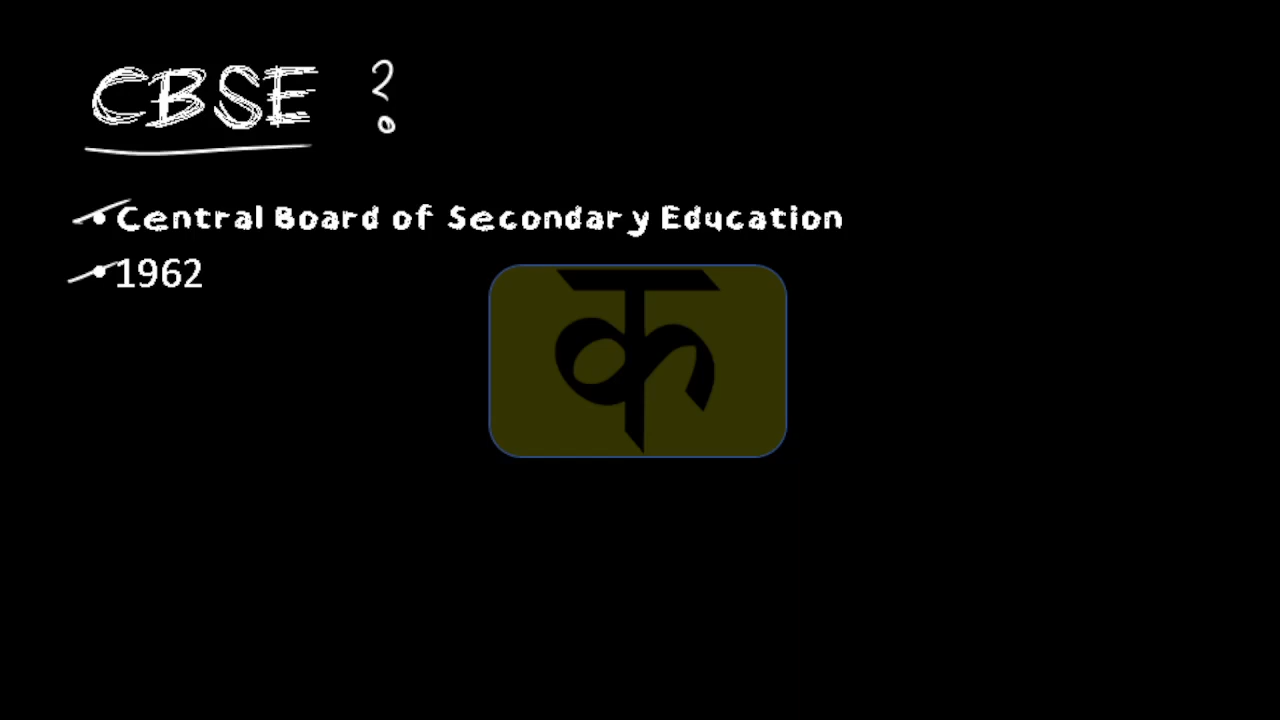 CBSE ?
• Central Board of Secondary Education
• 1962
क